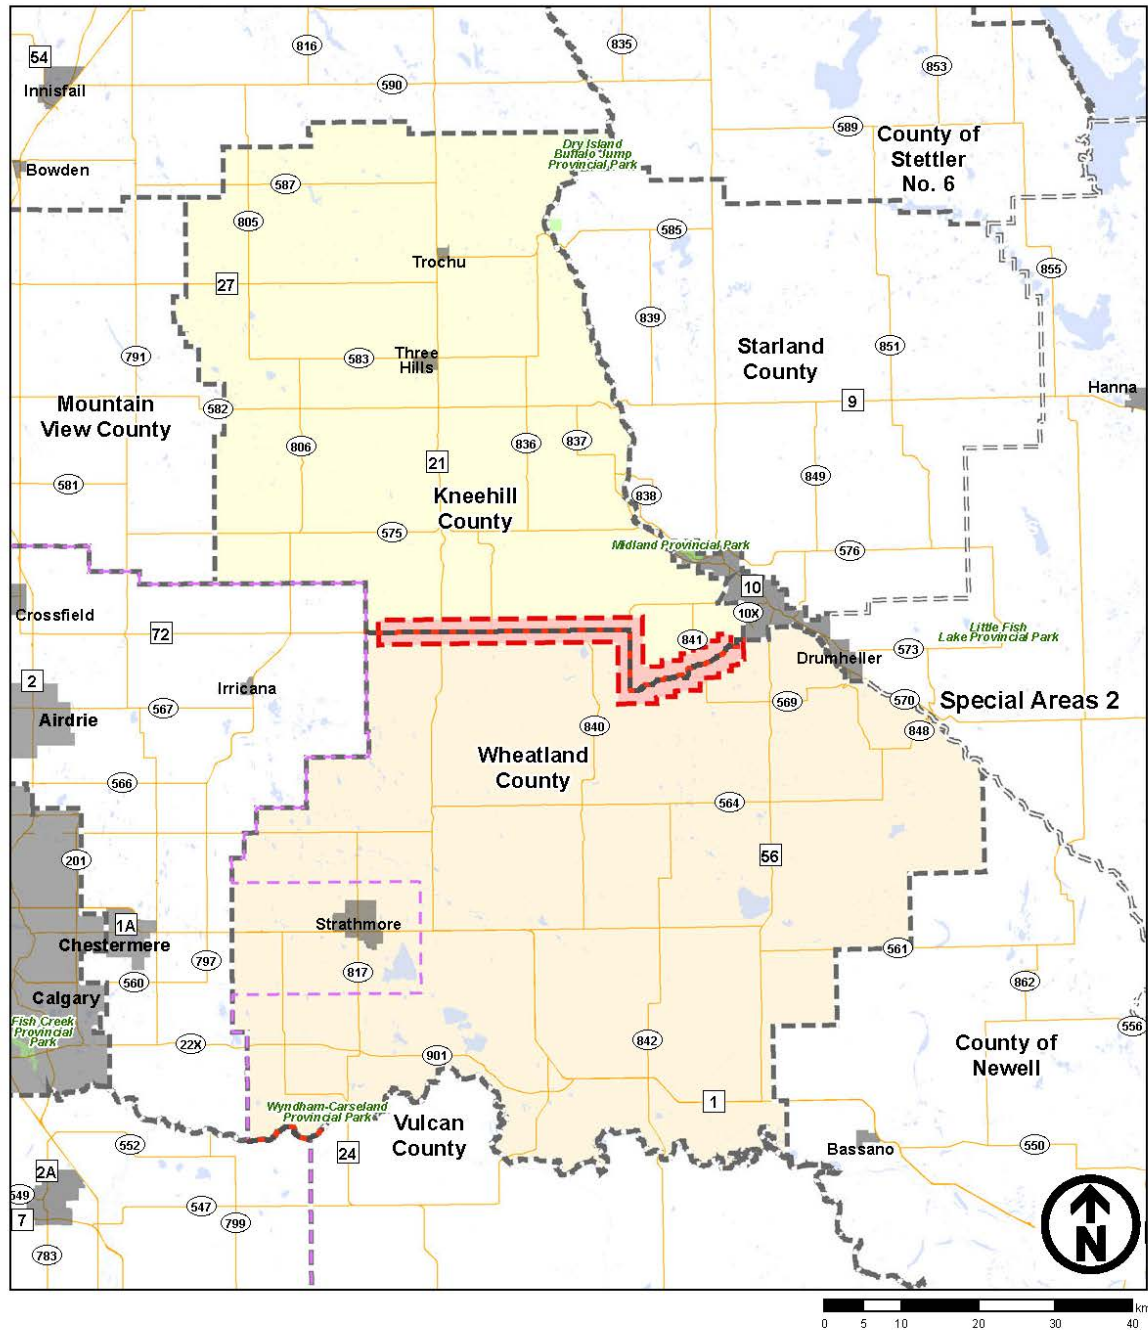 816
835
54
853
Innisfail
590
589
County of
Stettler
No. 6
Dry Island
Buffalo Jump
Provincial Park
Bowden
587
805
585
Trochu
855
27
839
Starland
County
851
791
583
Three
Hills
Hanna
Mountain
View County
582
9
806
836
837
21
849
581
Kneehill
County
838
575
Midland Provincial Park
576
10
Crossfield
10X
72
841
Little Fish
Lake Provincial Park
573
Drumheller
2
Irricana
Special Areas 2
570
567
569
Airdrie
840
848
Wheatland
County
566
564
201
56
1A
Strathmore
Chestermere
561
797
817
560
862
Calgary
Fish Creek
Provincial
Park
556
22X
842
County of
Newell
901
1
Wyndham-Carseland
Provincial Park
Vulcan
County
552
24
Bassano
550
2A
549
547
7
799
783
N
km
0 5 10 20 30 40